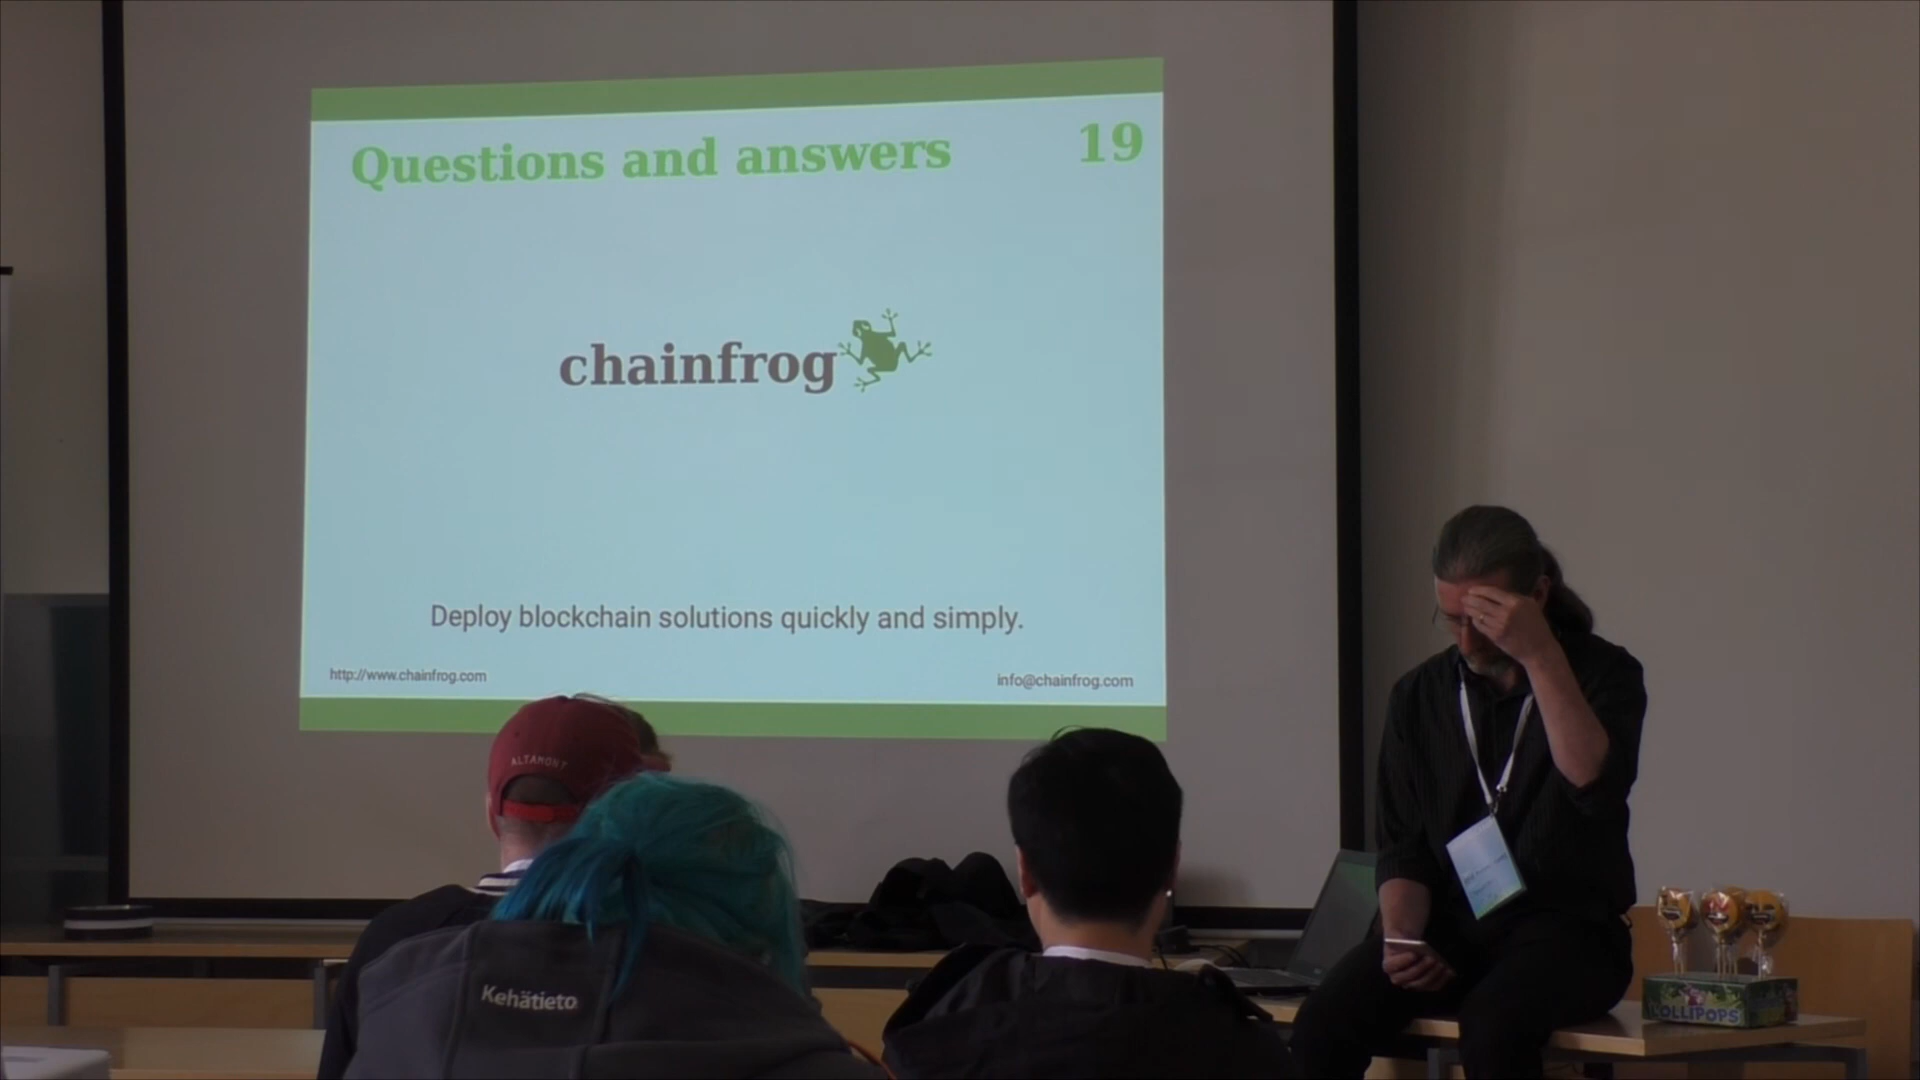 Questions and answers
19
chainfrog
Deploy blockchain solutions quickly and simply.
http://www.chainfrog.com
info@chainfrog.com
ALTAMONT
Kehätieto
LOLLIPOPS